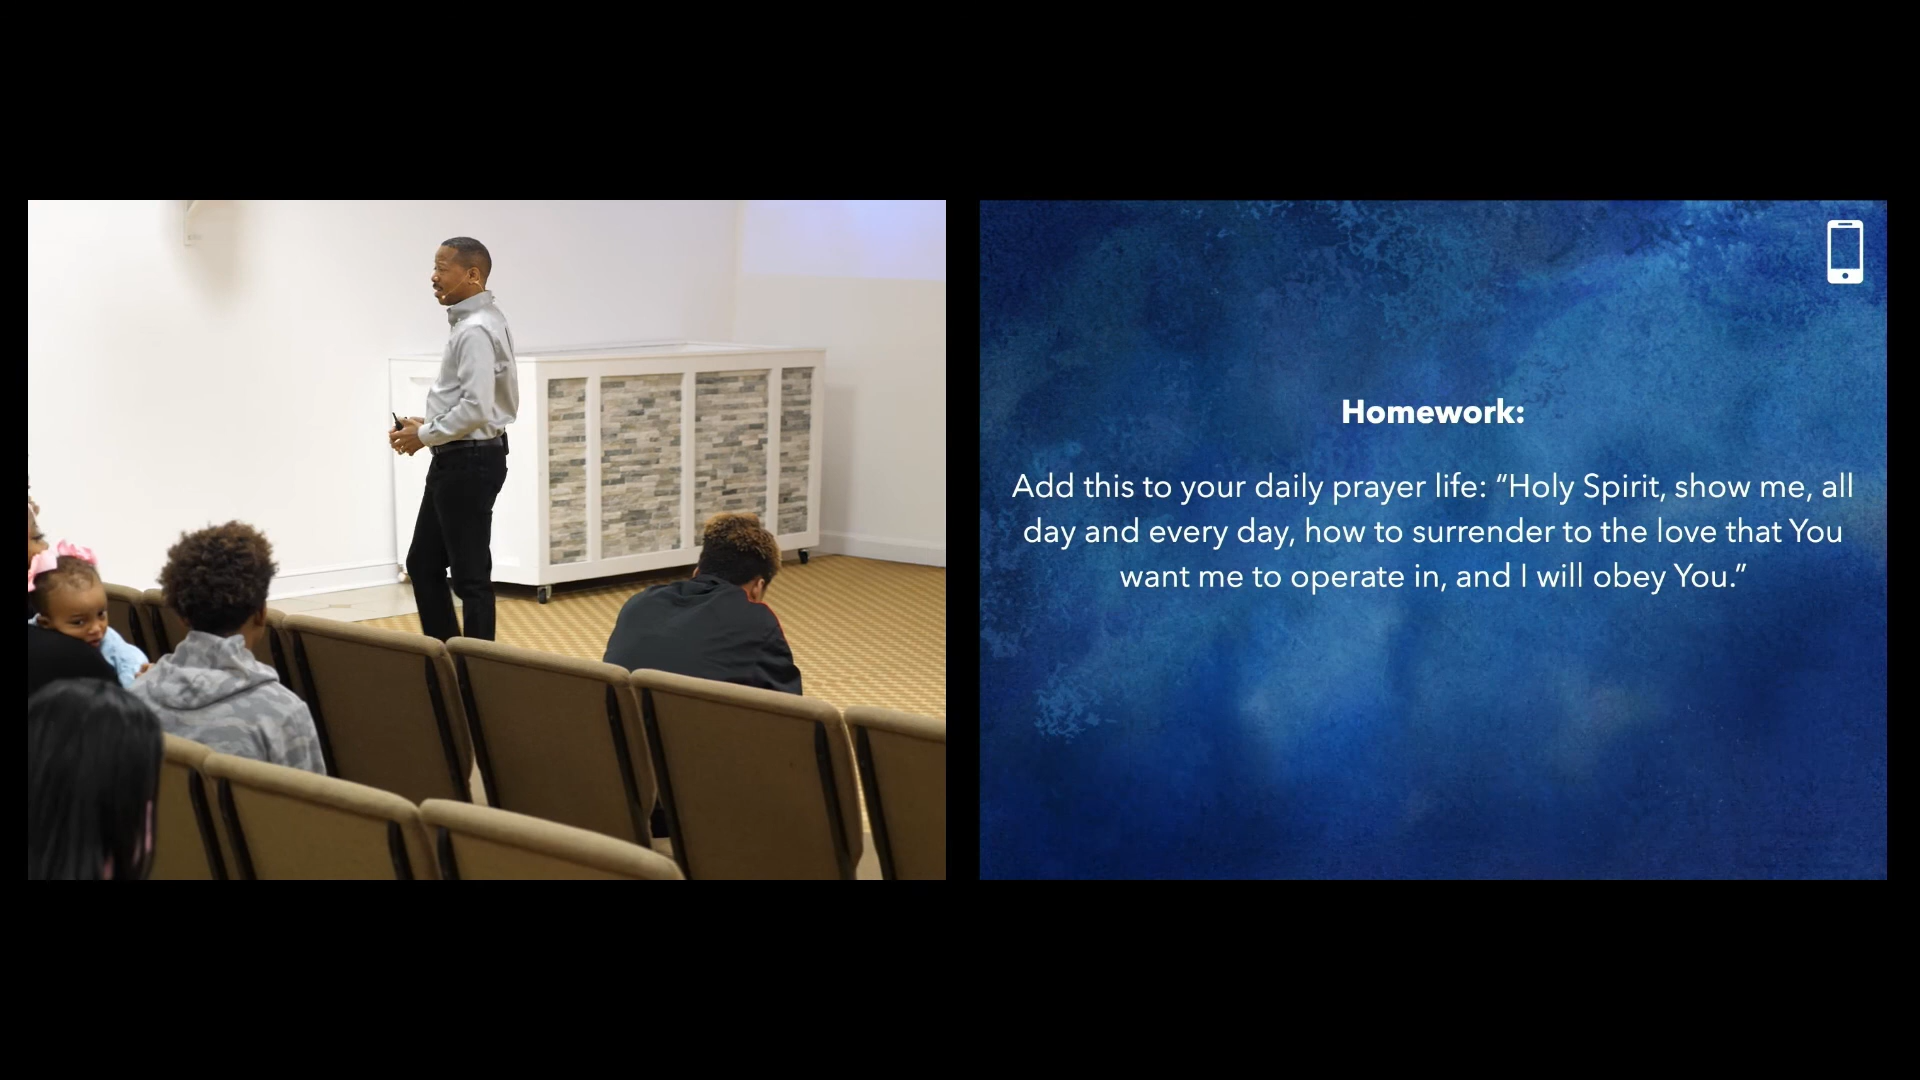 Homework:
Add this to your daily prayer life: “Holy Spirit, show me, all
day and every day, how to surrender to the love that You
want me to operate in, and I will obey You.”